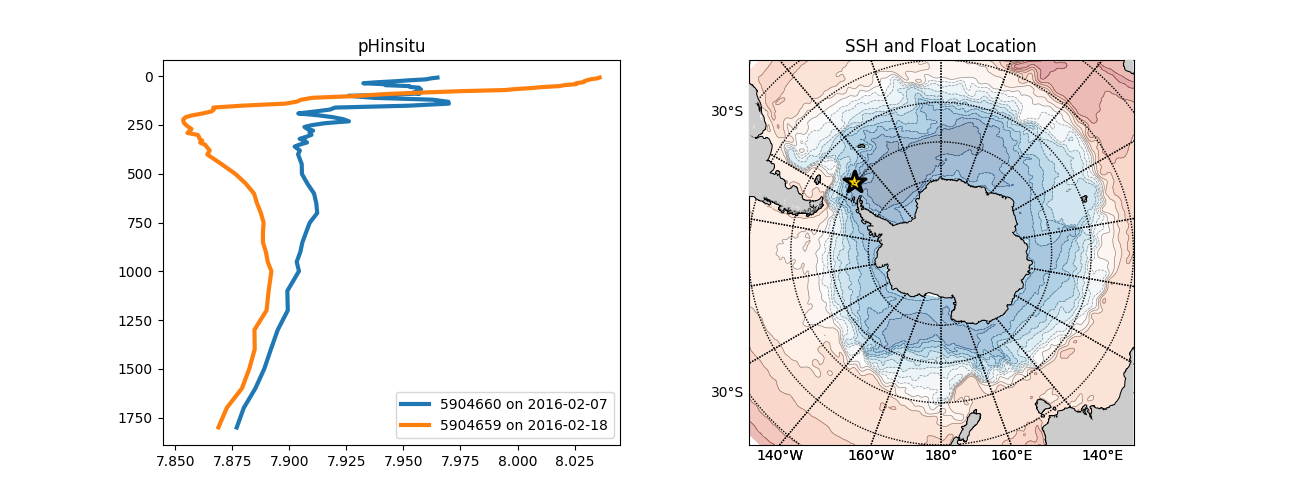 pHinsitu
0
250
500
750
1000
1250
1500
1750
7.850 7.875 7.900 7.925 7.950 7.975 8.000 8.025
5904660 on 2016-02-07
5904659 on 2016-02-18
SSH and Float Location
30°S
30°S
140°W 160°W 180° 160°E 140°E